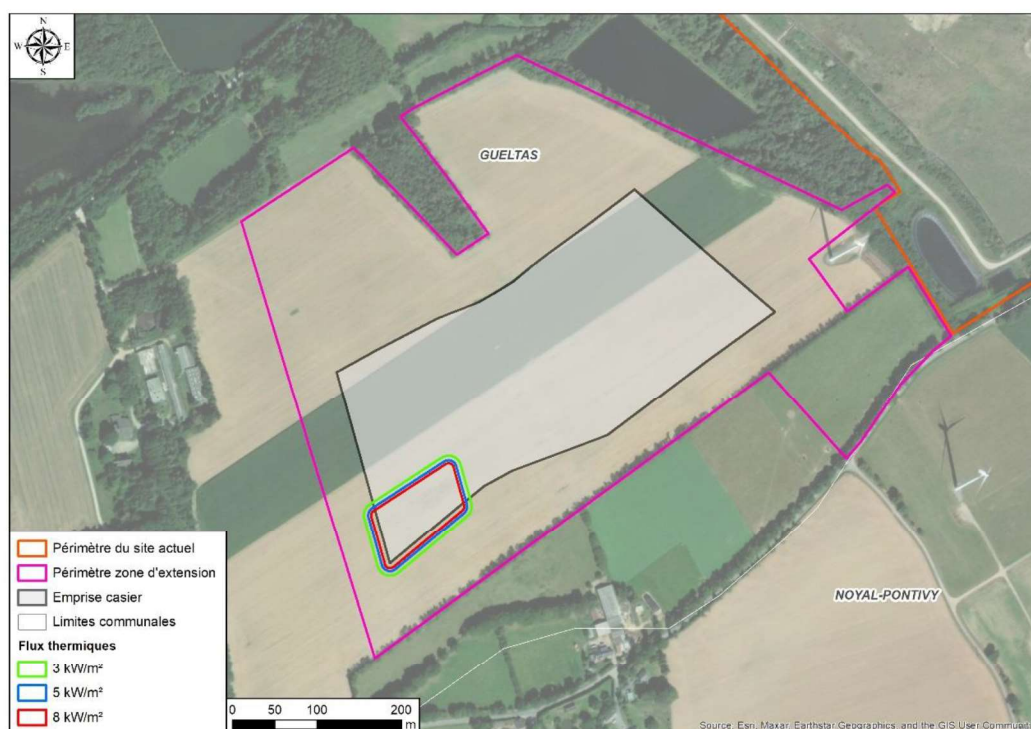 N
W E
S
GUELTAS
NOYAL-PONTIVY
Périmètre du site actuel
Périmètre zone d'extension
Emprise casier
Limites communales
Flux thermiques
3 kW/m²
5 kW/m²
8 kW/m²
0 50 100 200
m
Source: Esri, Maxar, Earthstar Geographics, and the GIS User Communit